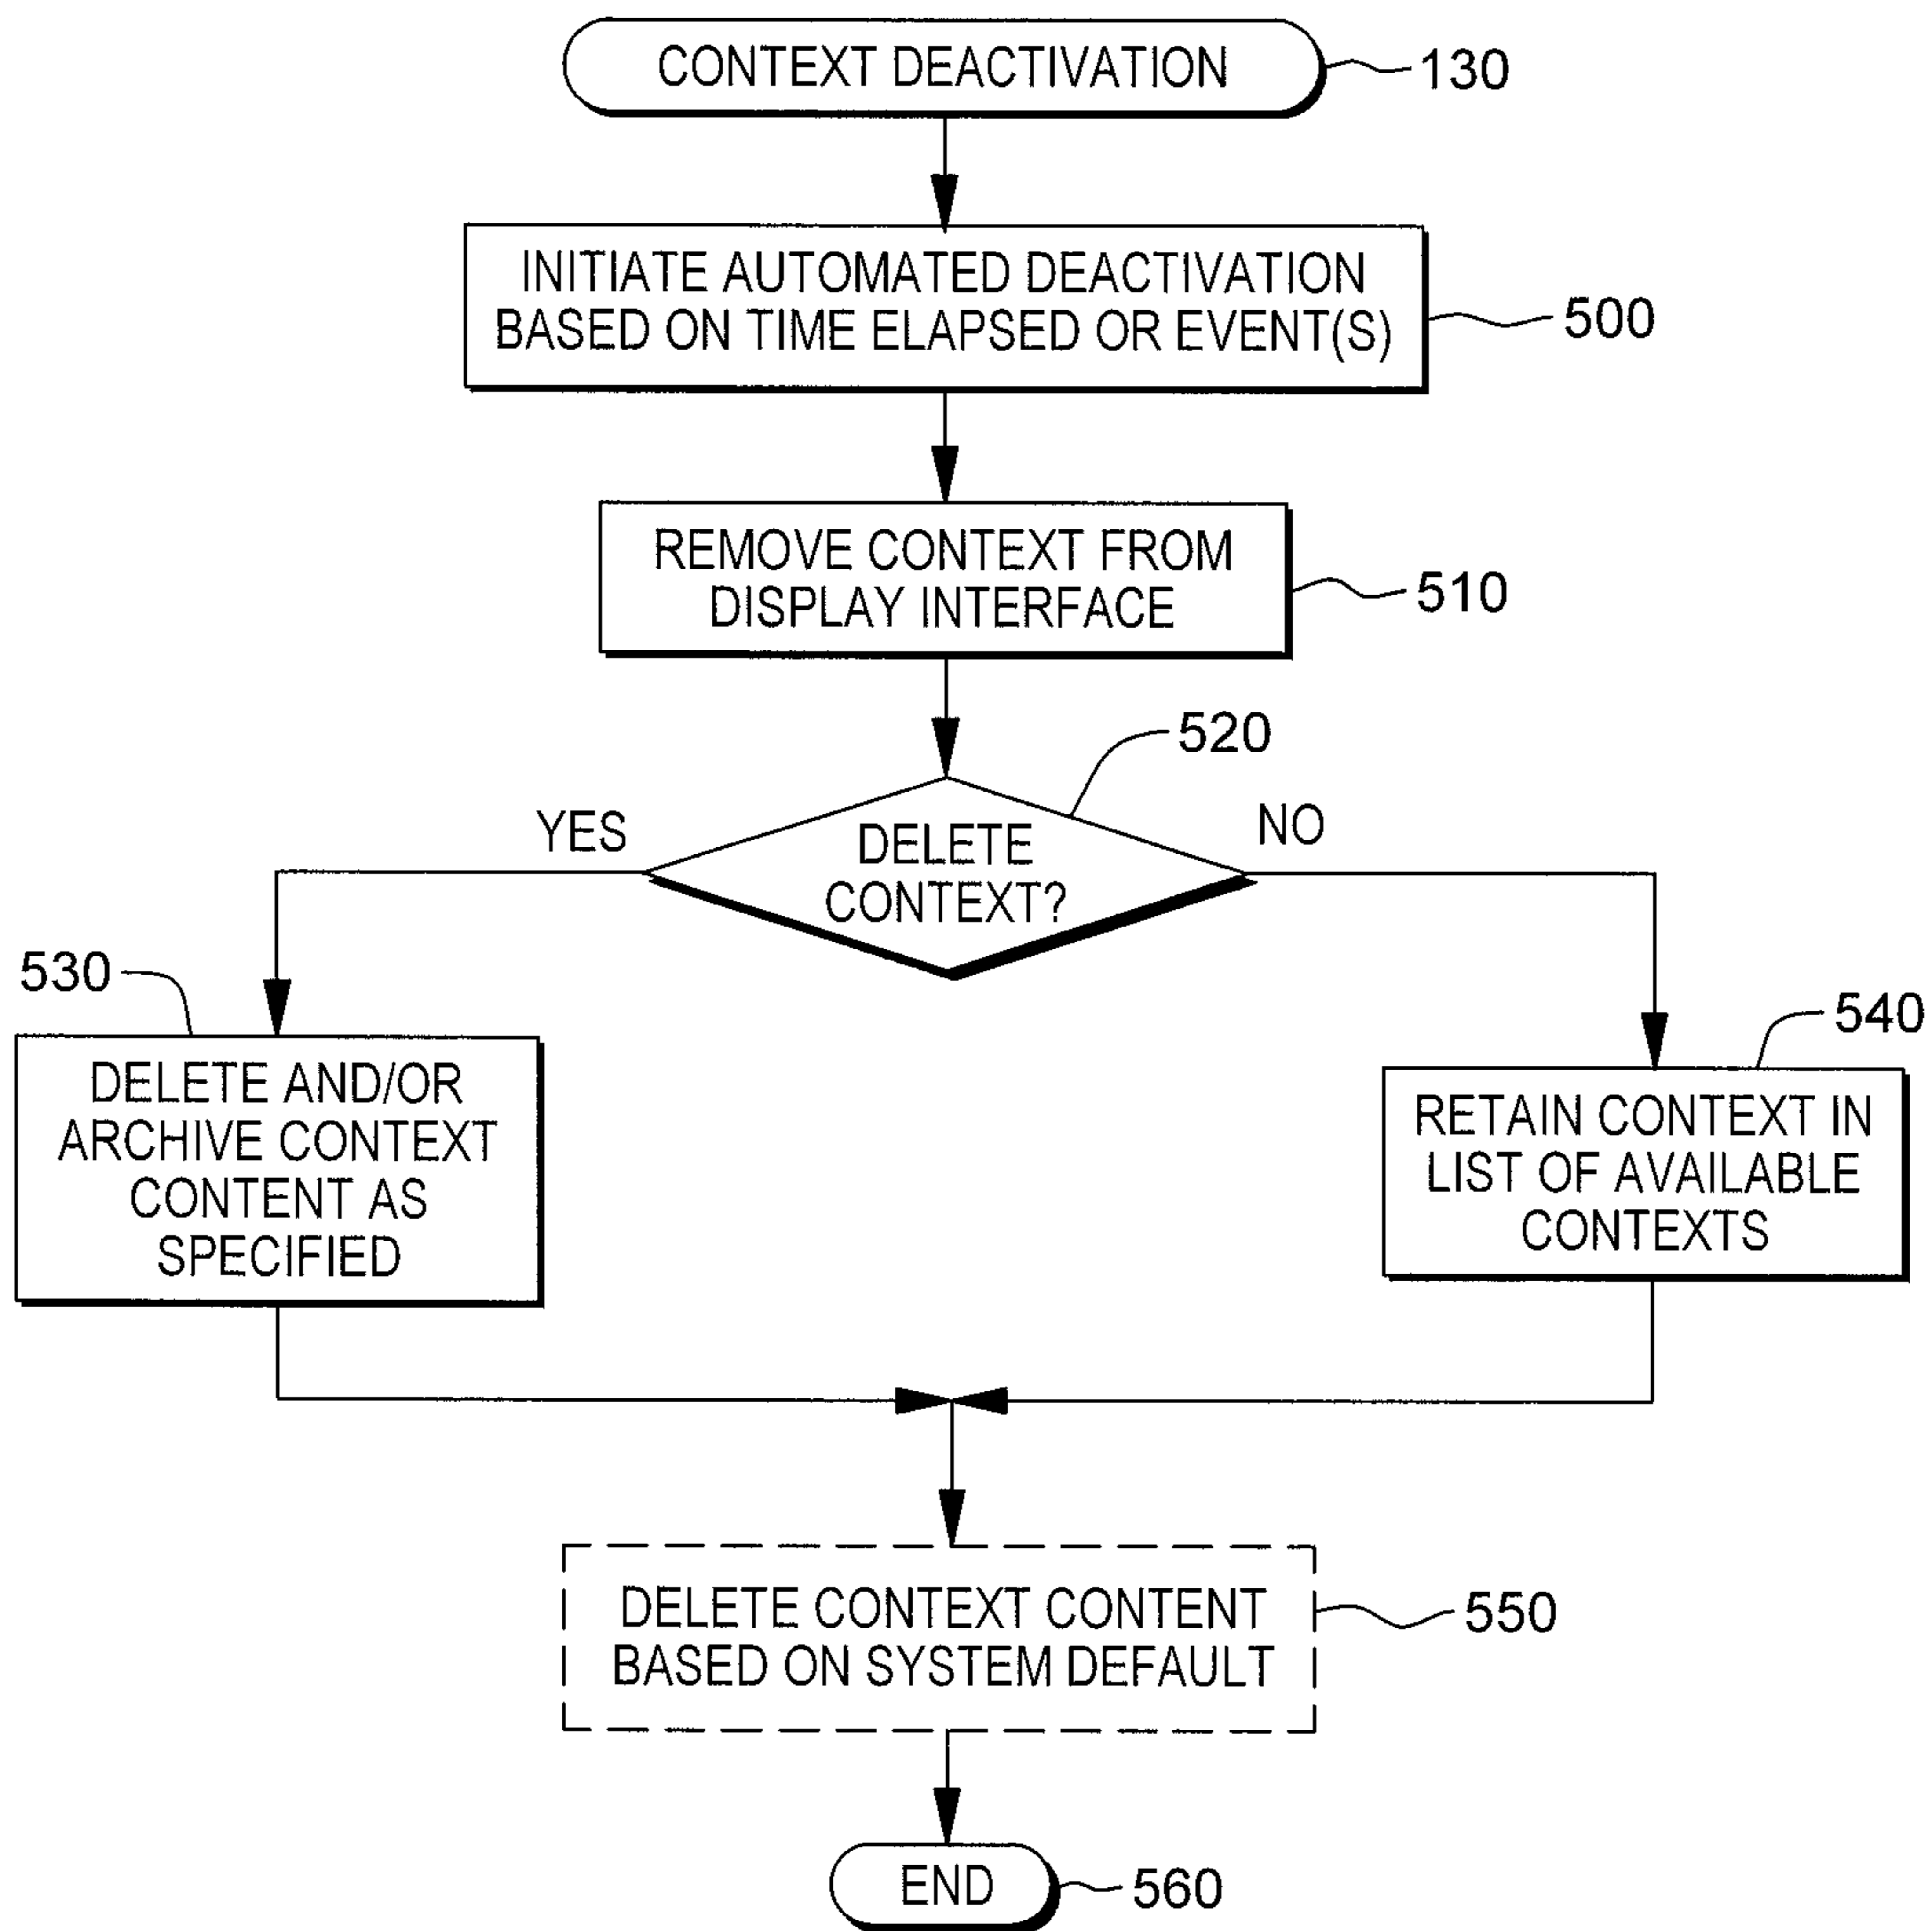 CONTEXT DEACTIVATION
130
INITIATE AUTOMATED DEACTIVATION
BASED ON TIME ELAPSED OR EVENT(S)
500
REMOVE CONTEXT FROM
DISPLAY INTERFACE
510
520
YES
NO
DELETE
CONTEXT?
530
DELETE AND/OR
ARCHIVE CONTEXT
CONTENT AS
SPECIFIED
540
RETAIN CONTEXT IN
LIST OF AVAILABLE
CONTEXTS
DELETE CONTEXT CONTENT
BASED ON SYSTEM DEFAULT
550
END
560